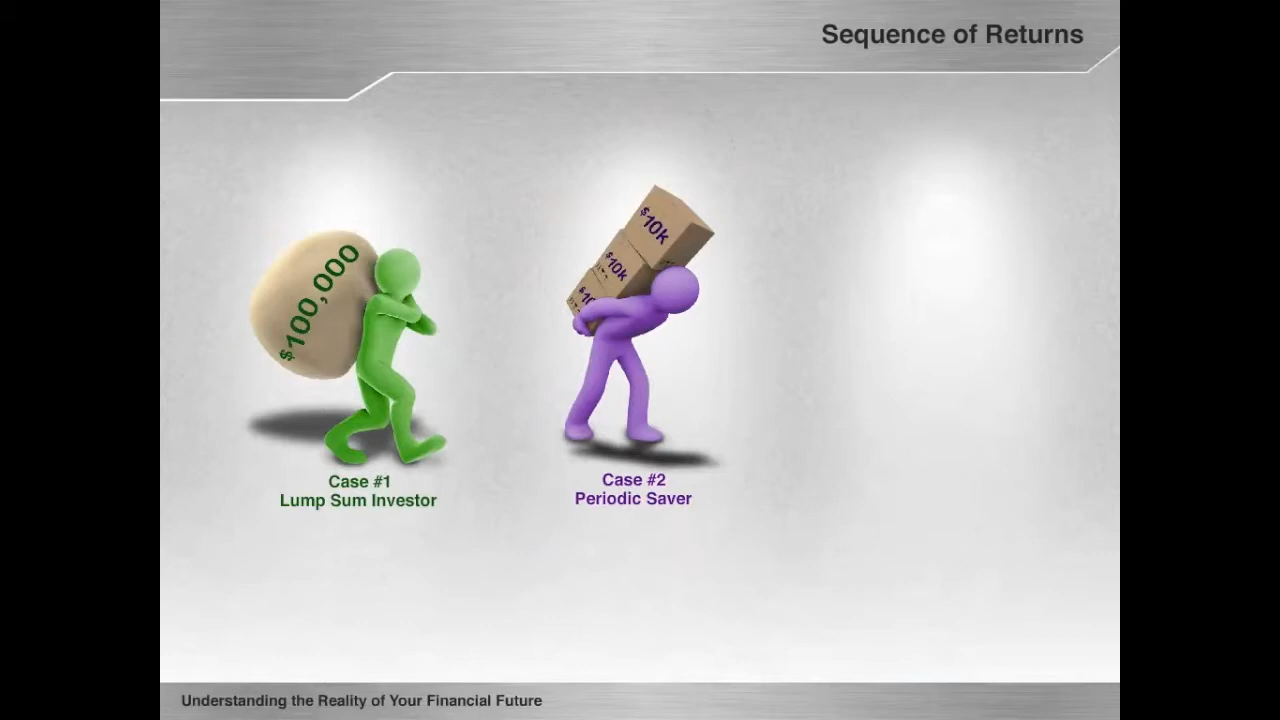 Sequence of Returns
$100,000
$10k
$10k
Case #1
Lump Sum Investor
Case #2
Periodic Saver
Understanding the Reality of Your Financial Future